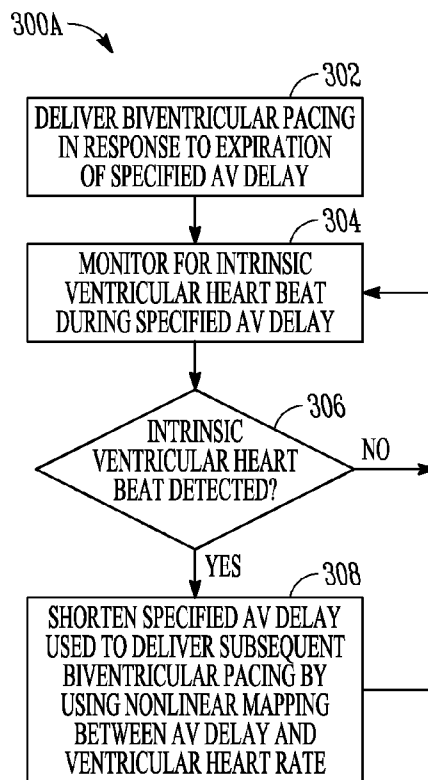 300A
302
DELIVER BIVENTRICULAR PACING
IN RESPONSE TO EXPIRATION
OF SPECIFIED AV DELAY
304
MONITOR FOR INTRINSIC
VENTRICULAR HEART BEAT
DURING SPECIFIED AV DELAY
306
INTRINSIC
VENTRICULAR HEART
BEAT DETECTED?
NO
YES
308
SHORTEN SPECIFIED AV DELAY
USED TO DELIVER SUBSEQUENT
BIVENTRICULAR PACING BY
USING NONLINEAR MAPPING
BETWEEN AV DELAY AND
VENTRICULAR HEART RATE